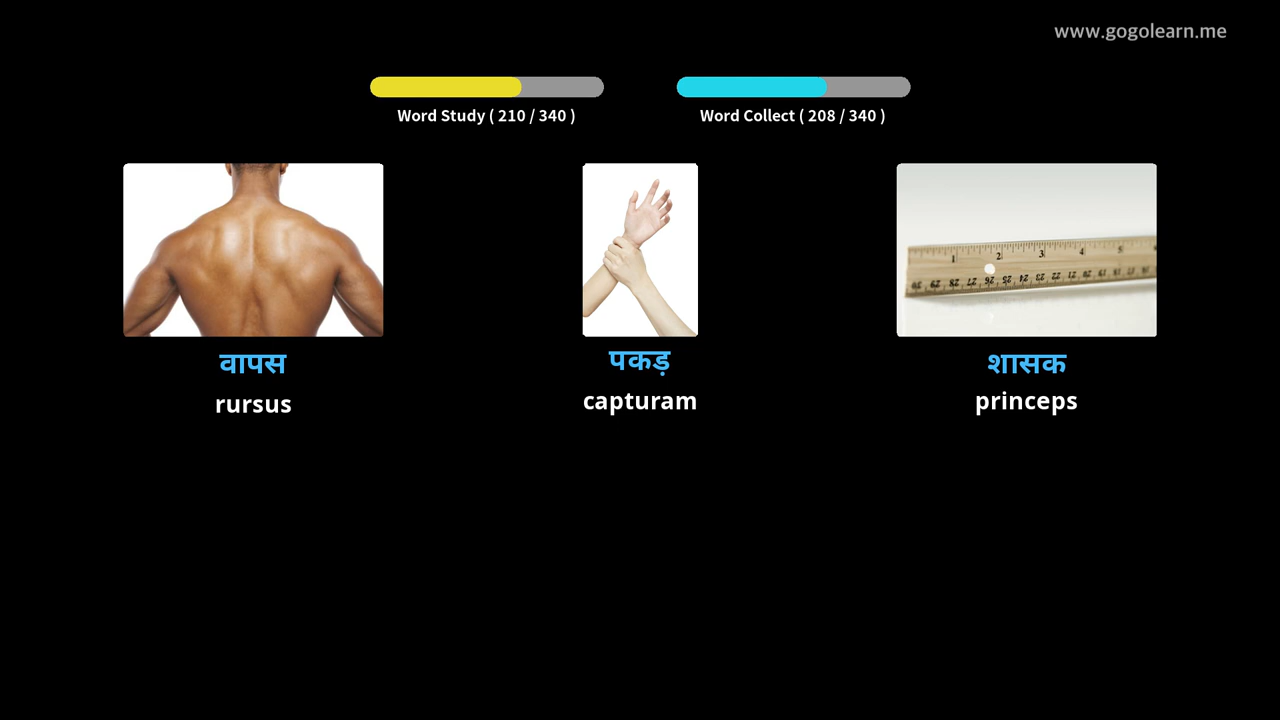 www.gogolearn.me
Word Study ( 210 / 340 )
Word Collect ( 208 / 340 )
वापस
पकड़
शासक
rursus
capturam
princeps